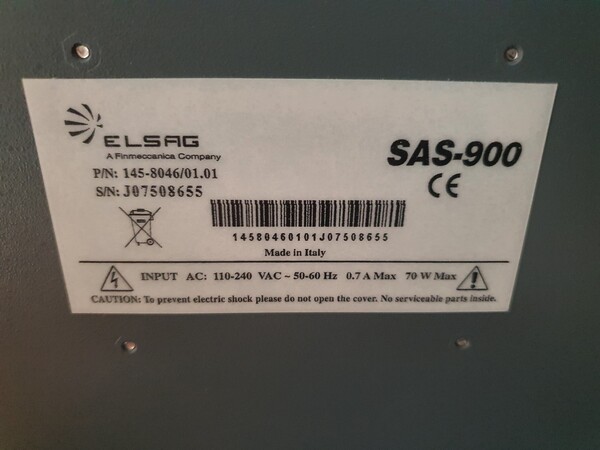 ELSAG
A Finmeccanica Company
SAS-900
CE
P/N: 145-8046/01.01
S/N: J07508655
14580460101J07508655
Made in Italy
INPUT AC: 110-240 VAC ~ 50-60 Hz 0.7 A Max 70 W Max
CAUTION: To prevent electric shock please do not open the cover. No serviceable parts inside.